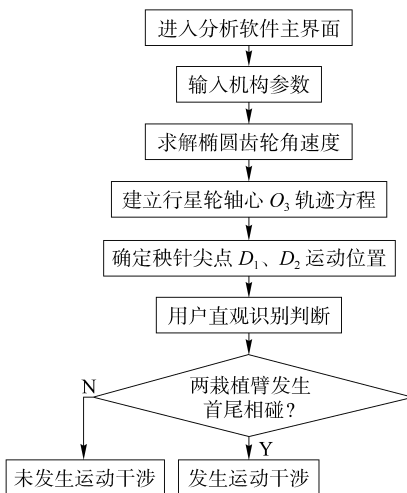 进入分析软件主界面
输入机构参数
求解椭圆齿轮角速度
建立行星轮轴心 O₃ 轨迹方程
确定秧针尖点 D₁、D₂ 运动位置
用户直观识别判断
两栽植臂发生
首尾相碰?
N
Y
未发生运动干涉
发生运动干涉